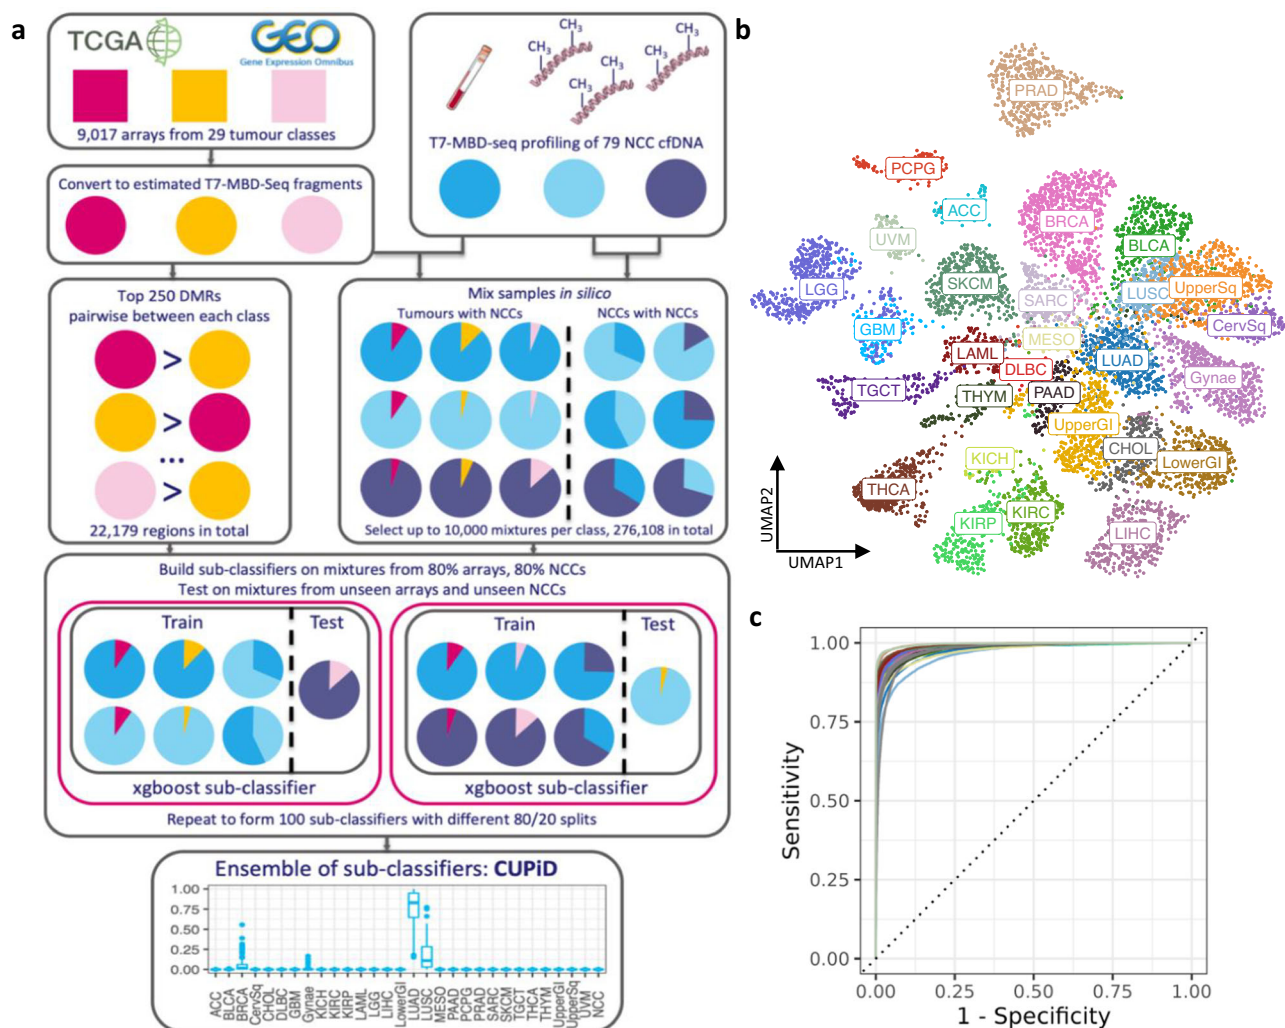 a
TCGA
GEO
Gene Expression Omnibus
9,017 arrays from 29 tumour classes
CH3
CH3
CH3
CH3
T7-MBD-seq profiling of 79 NCC cfDNA
Convert to estimated T7-MBD-Seq fragments
Top 250 DMRs
pairwise between each class
>
>
...
>
22,179 regions in total
Mix samples in silico
Tumours with NCCs
NCCs with NCCs
Select up to 10,000 mixtures per class, 276,108 in total
Build sub-classifiers on mixtures from 80% arrays, 80% NCCs
Test on mixtures from unseen arrays and unseen NCCs
Train
Test
xgboost sub-classifier
Train
Test
xgboost sub-classifier
Repeat to form 100 sub-classifiers with different 80/20 splits
Ensemble of sub-classifiers: CUPiD
1.00
0.75
0.50
0.25
0.00
ACC
BLCA
BRCA
CervSq
CHOL
DLBC
GBM
Gynae
KICH
KIRC
KIRP
LAML
LGG
LIHC
LowerGI
LUAD
LUSC
MESO
PAAD
PCPG
PRAD
SARC
SKCM
TGCT
THCA
THYM
UpperGI
UpperSq
UVM
NCC
b
PRAD
PCPG
ACC
BRCA
UVM
BLCA
LGG
SKCM
SARC
LUSC
UpperSq
GBM
CervSq
MESO
LAML
LUAD
DLBC
Gynae
TGCT
THYM
PAAD
UpperGI
CHOL
KICH
LowerGI
THCA
KIRP
KIRC
LIHC
UMAP2
UMAP1
c
1.00
0.75
0.50
0.25
0.00
Sensitivity
0.00
0.25
0.50
0.75
1.00
1 - Specificity